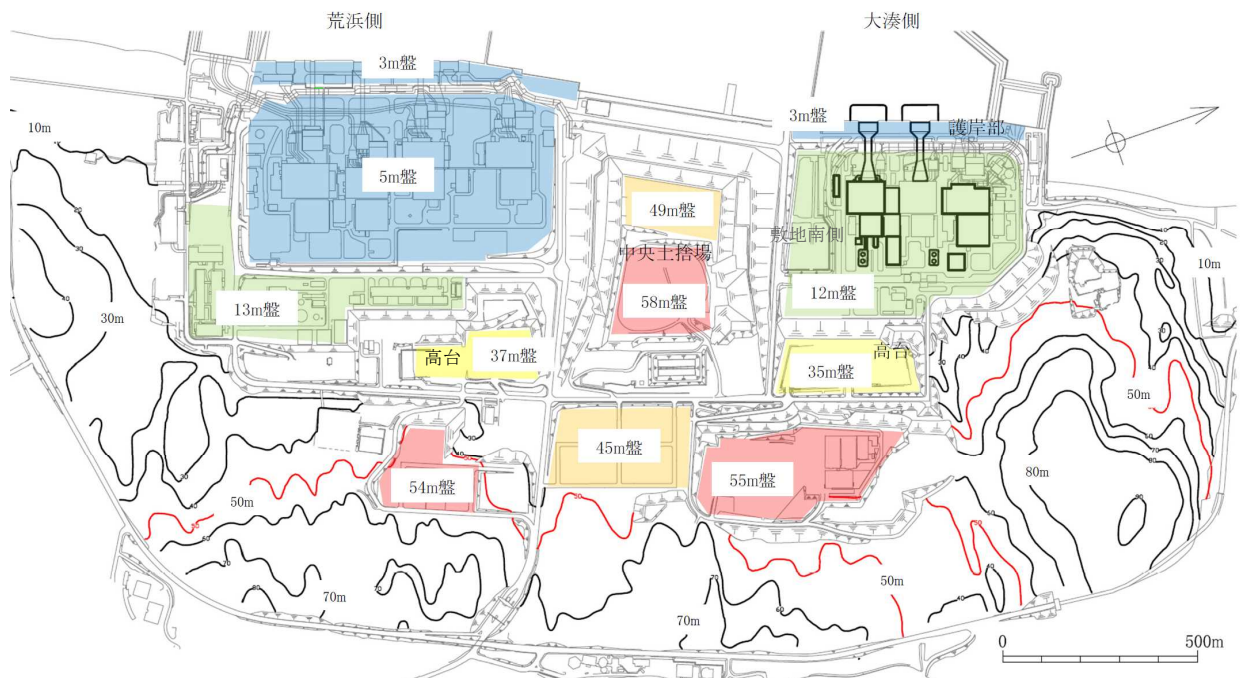 荒浜側
大湊側
3m盤
3m盤
護岸部
10m
5m盤
49m盤
敷地南側
中央土捨場
58m盤
12m盤
10m
30m
13m盤
高台
37m盤
高台
35m盤
50m
45m盤
54m盤
55m盤
50m
80m
50m
70m
70m
0
500m